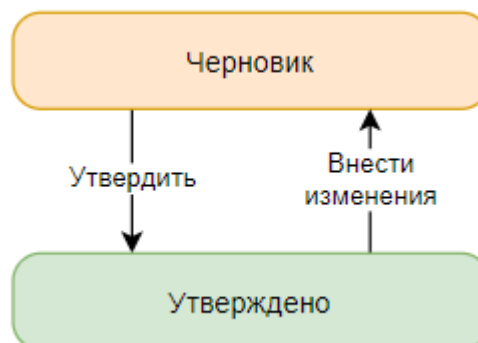 Черновик
Утвердить
Внести
изменения
Утверждено